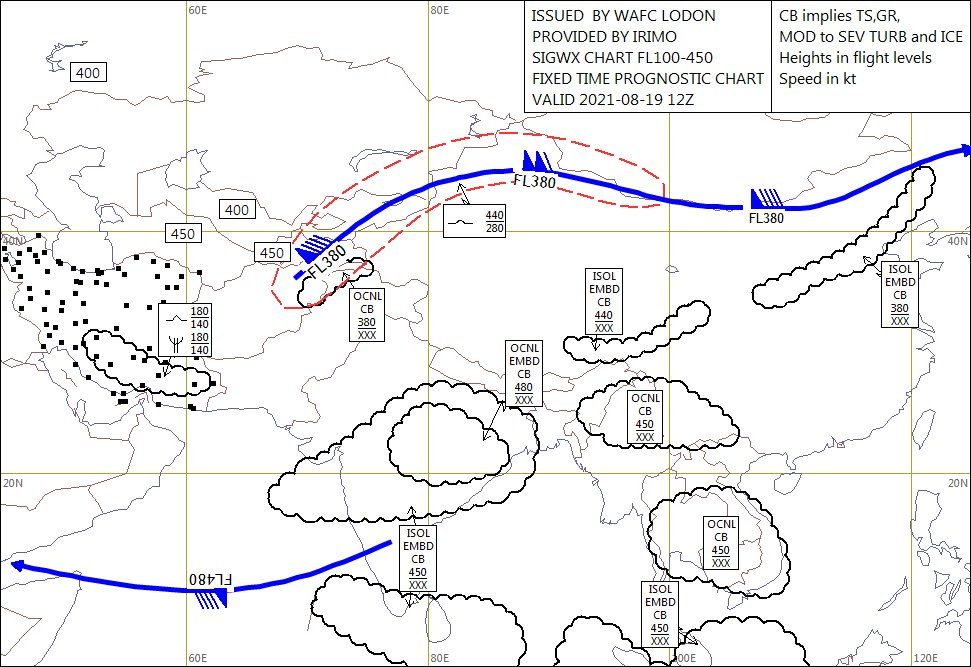 60E
80E
ISSUED BY WAFC LODON
PROVIDED BY IRIMO
SIGWX CHART FL100-450
FIXED TIME PROGNOSTIC CHART
VALID 2021-08-19 12Z
CB implies TS,GR,
MOD to SEV TURB and ICE
Heights in flight levels
Speed in kt
400
FL380
400
FL380
440
280
450
40N
450
40N
FL380
ISOL
EMBD
CB
380
XXX
ISOL
EMBD
CB
440
XXX
OCNL
CB
380
XXX
180
140
180
140
OCNL
EMBD
CB
480
XXX
OCNL
CB
450
XXX
20N
20N
OCNL
CB
450
XXX
ISOL
EMBD
CB
450
XXX
FL480
ISOL
EMBD
CB
450
XXX
60E
80E
00E
120E